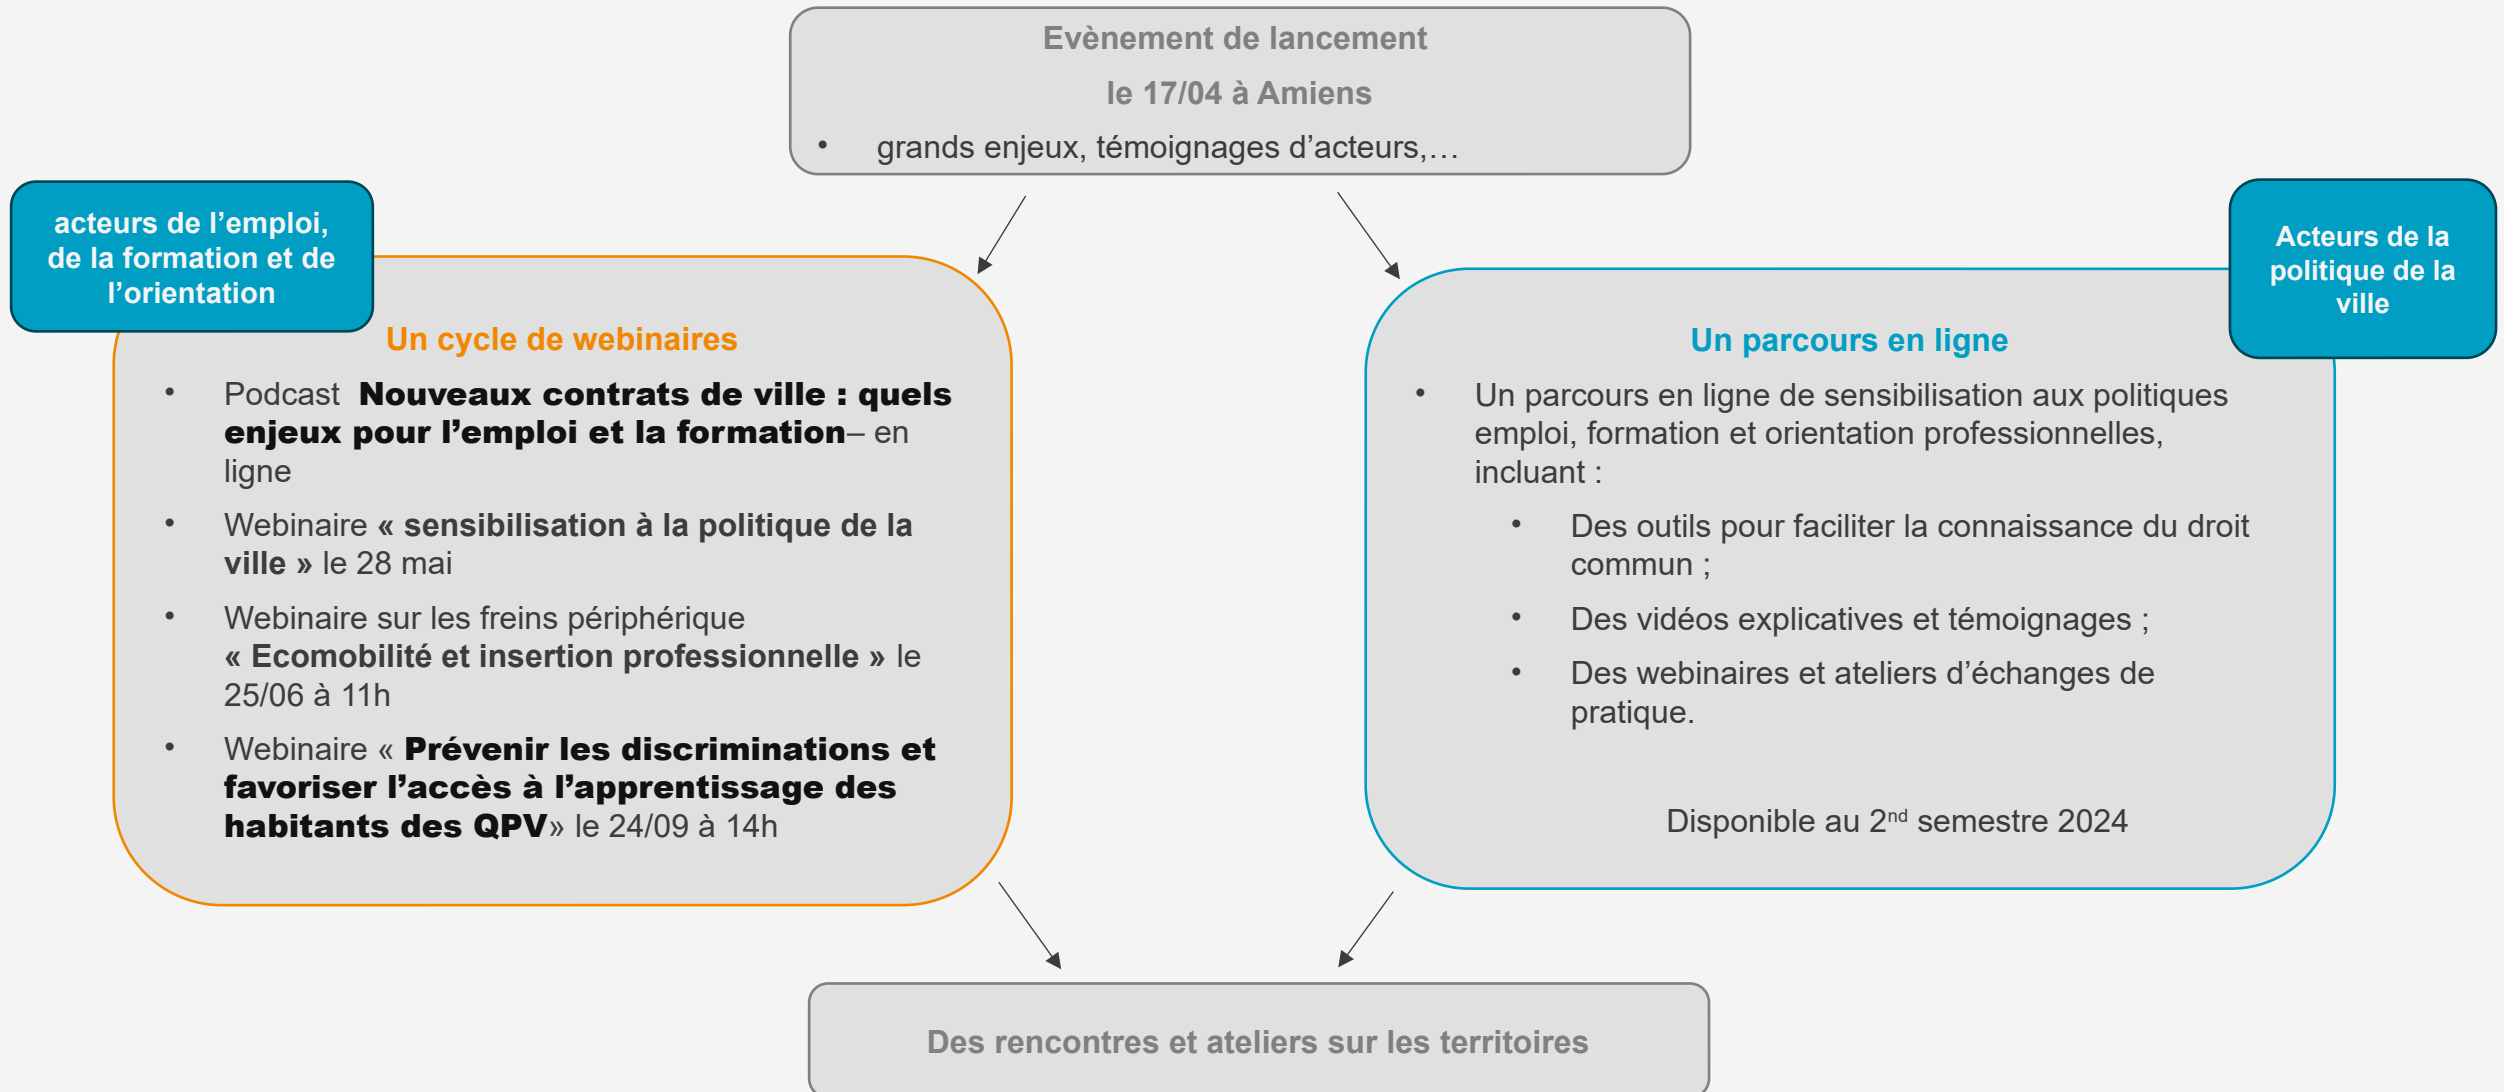 Evènement de lancement
le 17/04 à Amiens
• grands enjeux, témoignages d’acteurs,…
acteurs de l’emploi,
de la formation et de
l’orientation
Un cycle de webinaires
• Podcast Nouveaux contrats de ville : quels
enjeux pour l’emploi et la formation– en
ligne
• Webinaire « sensibilisation à la politique de la
ville » le 28 mai
• Webinaire sur les freins périphérique
« Ecomobilité et insertion professionnelle » le
25/06 à 11h
• Webinaire « Prévenir les discriminations et
favoriser l’accès à l’apprentissage des
habitants des QPV» le 24/09 à 14h
Acteurs de la
politique de la
ville
Un parcours en ligne
• Un parcours en ligne de sensibilisation aux politiques
emploi, formation et orientation professionnelles,
incluant :
• Des outils pour faciliter la connaissance du droit
commun ;
• Des vidéos explicatives et témoignages ;
• Des webinaires et ateliers d’échanges de
pratique.
Disponible au 2nd semestre 2024
Des rencontres et ateliers sur les territoires